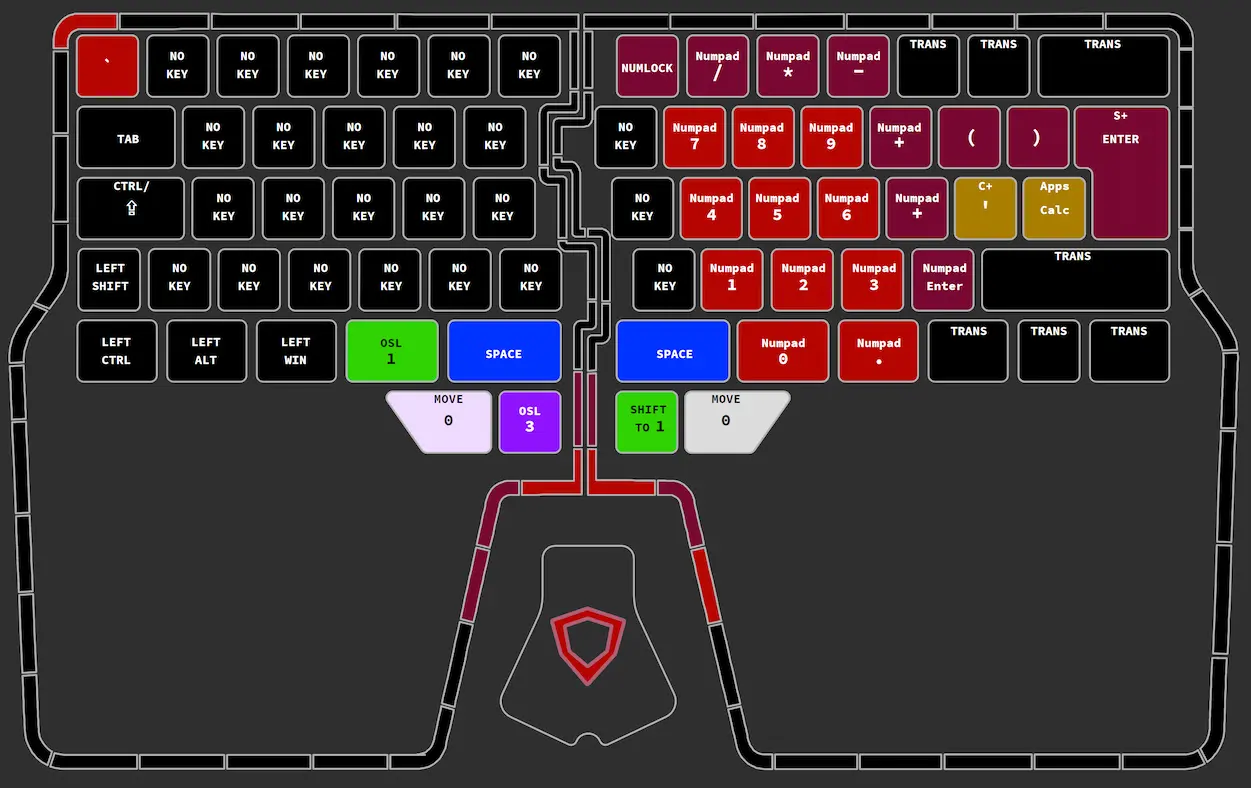 ` NO KEY NO KEY NO KEY NO KEY NO KEY NO KEY NUMLOCK Numpad / Numpad * Numpad − TRANS TRANS TRANS
TAB NO KEY NO KEY NO KEY NO KEY NO KEY NO KEY Numpad 7 Numpad 8 Numpad 9 Numpad + ( ) S+ ENTER
CTRL/ ⇪ NO KEY NO KEY NO KEY NO KEY NO KEY NO KEY Numpad 4 Numpad 5 Numpad 6 Numpad + C+ ' Apps Calc
LEFT SHIFT NO KEY NO KEY NO KEY NO KEY NO KEY NO KEY NO KEY Numpad 1 Numpad 2 Numpad 3 Numpad Enter TRANS
LEFT CTRL LEFT ALT LEFT WIN OSL 1 SPACE SPACE Numpad 0 Numpad . TRANS TRANS TRANS
MOVE 0 OSL 3 SHIFT TO 1 MOVE 0